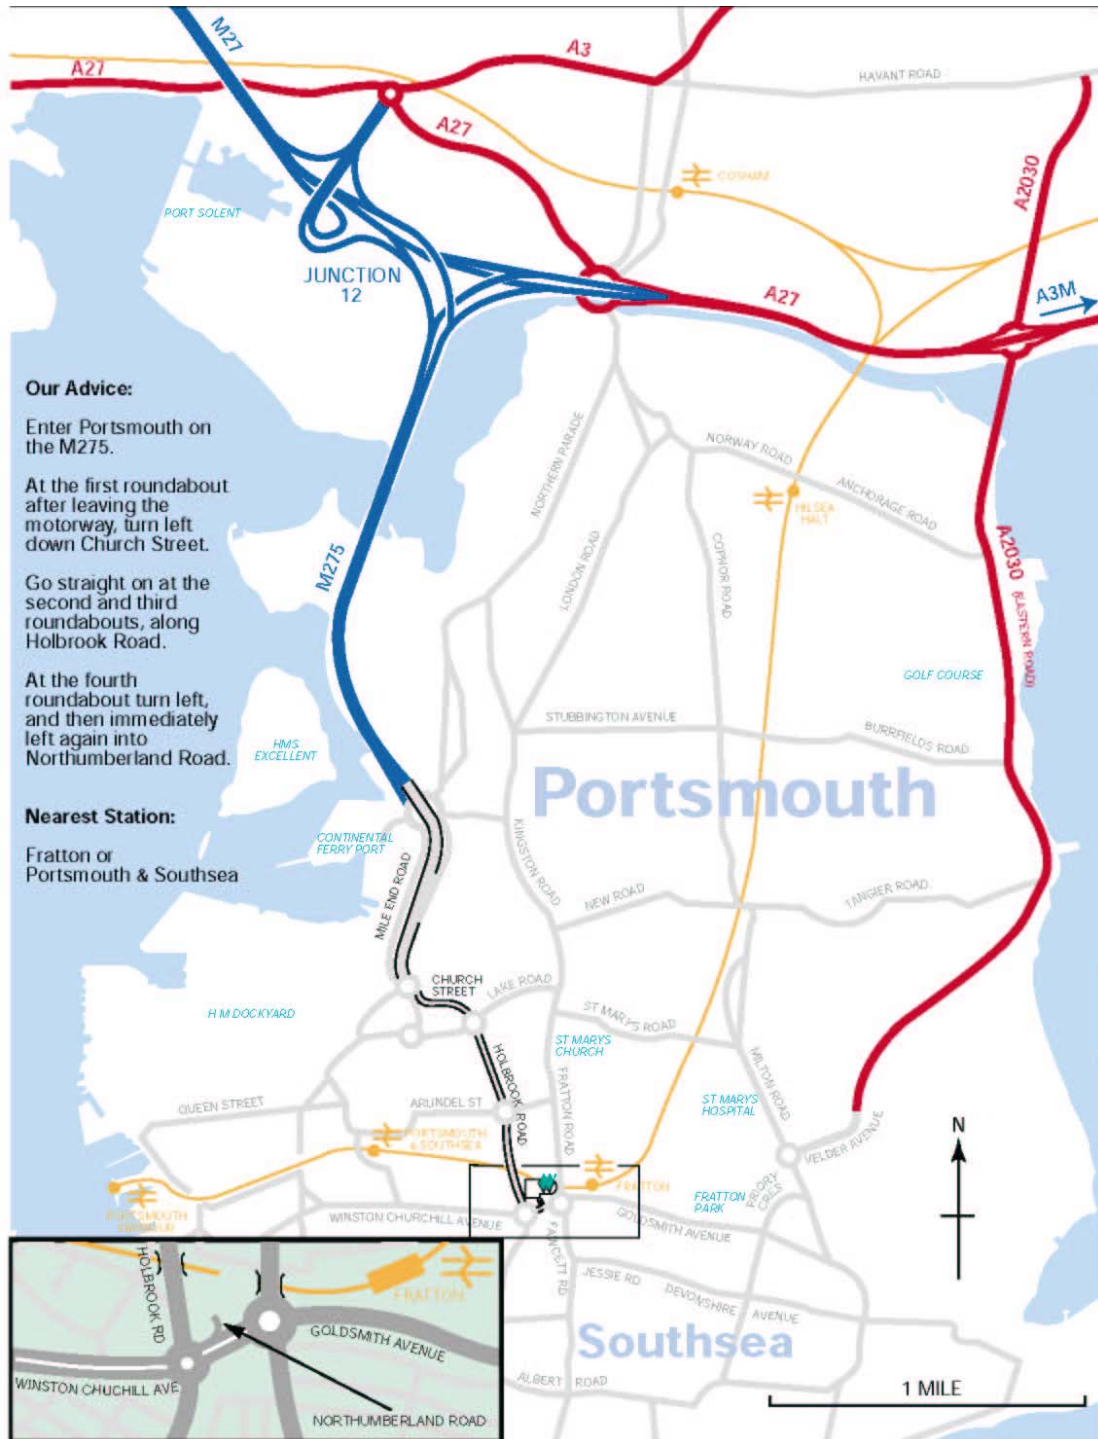 M27
A3
A27
HAVANT ROAD
A27
COSHAM
A2030
PORT SOLENT
JUNCTION
12
A27
A3M
Our Advice:
Enter Portsmouth on
the M275.
At the first roundabout
after leaving the
motorway, turn left
down Church Street.
Go straight on at the
second and third
roundabouts, along
Holbrook Road.
At the fourth
roundabout turn left,
and then immediately
left again into
Northumberland Road.
Nearest Station:
Fratton or
Portsmouth & Southsea
NORTHERN PARADE
NORWAY ROAD
ANCHORAGE ROAD
HILSEA
HALT
LONDON ROAD
COPNOR ROAD
A2030 (EASTERN ROAD)
M275
GOLF COURSE
STUBBINGTON AVENUE
BURRFIELDS ROAD
HMS
EXCELLENT
Portsmouth
CONTINENTAL
FERRY PORT
KINGSTON ROAD
MILE END ROAD
NEW ROAD
TANGIER ROAD
CHURCH
STREET
LAKE ROAD
H M DOCKYARD
ST MARY'S ROAD
ST MARYS
CHURCH
HOLBROOK ROAD
MILTON ROAD
ST MARYS
HOSPITAL
QUEEN STREET
ARUNDEL ST
FRATTON ROAD
PORTSMOUTH
& SOUTHSEA
VELDER AVENUE
N
FRATTON
FRATTON
PARK
PRIORY
CRES
PORTSMOUTH
WINSTON CHURCHILL AVENUE
GOLDSMITH AVENUE
FAWCETT RD
JESSIE RD
DEVONSHIRE AVENUE
Southsea
ALBERT ROAD
1 MILE
HOLBROOK RD
FRATTON
GOLDSMITH AVENUE
WINSTON CHUCHILL AVE
NORTHUMBERLAND ROAD